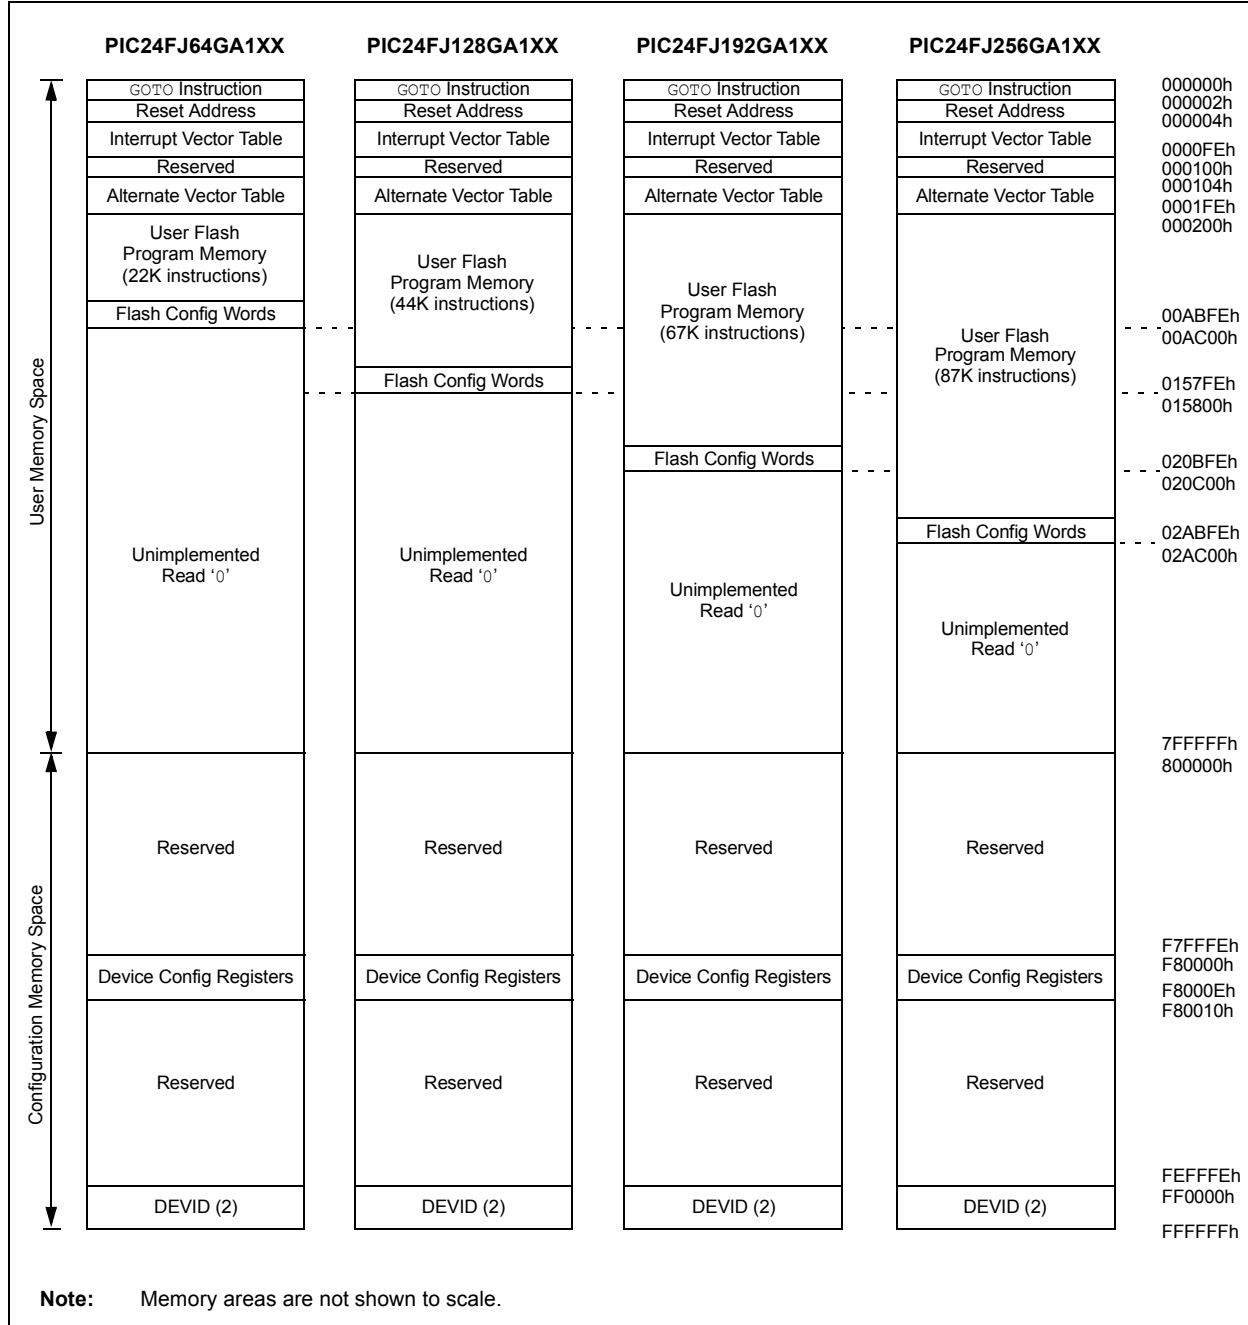 PIC24FJ64GA1XX PIC24FJ128GA1XX PIC24FJ192GA1XX PIC24FJ256GA1XX
GOTO Instruction GOTO Instruction GOTO Instruction GOTO Instruction 000000h
Reset Address Reset Address Reset Address Reset Address 000002h
000004h
Interrupt Vector Table Interrupt Vector Table Interrupt Vector Table Interrupt Vector Table
0000FEh
Reserved Reserved Reserved Reserved 000100h
000104h
Alternate Vector Table Alternate Vector Table Alternate Vector Table Alternate Vector Table
0001FEh
000200h
User Flash
Program Memory
(22K instructions)
User Flash
Program Memory
(44K instructions)
User Flash
Program Memory
(67K instructions)
User Flash
Program Memory
(87K instructions)
Flash Config Words 00ABFEh
00AC00h
Flash Config Words 0157FEh
015800h
Flash Config Words 020BFEh
020C00h
Flash Config Words 02ABFEh
02AC00h
User Memory Space
Unimplemented
Read ‘0’
Unimplemented
Read ‘0’
Unimplemented
Read ‘0’
Unimplemented
Read ‘0’
7FFFFFh
800000h
Configuration Memory Space
Reserved Reserved Reserved Reserved
F7FFFEh
F80000h
Device Config Registers Device Config Registers Device Config Registers Device Config Registers
F8000Eh
F80010h
Reserved Reserved Reserved Reserved
FEFFFEh
FF0000h
DEVID (2) DEVID (2) DEVID (2) DEVID (2)
FFFFFFh
Note: Memory areas are not shown to scale.